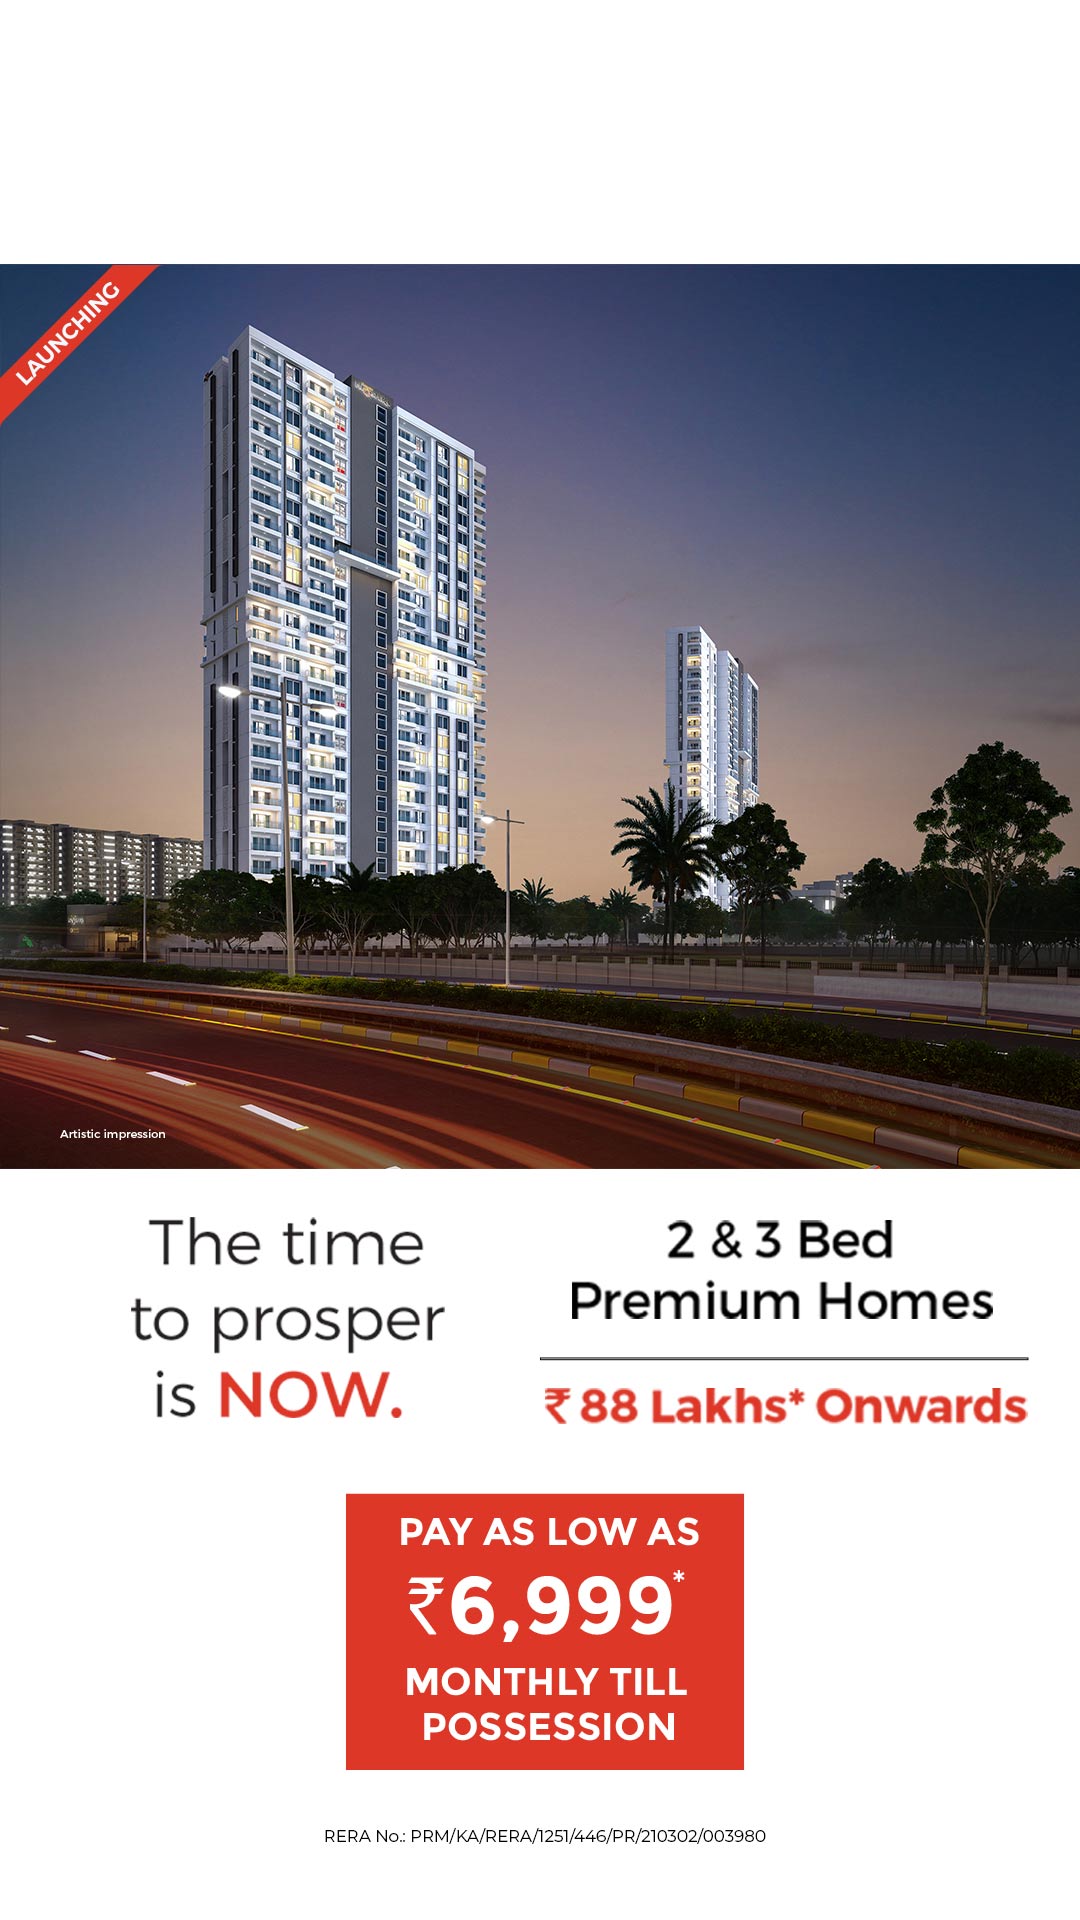 LAUNCHING
Artistic impression
The time
to prosper
is NOW.
2 & 3 Bed
Premium Homes
₹ 88 Lakhs* Onwards
PAY AS LOW AS
₹6,999*
MONTHLY TILL
POSSESSION
RERA No.: PRM/KA/RERA/1251/446/PR/210302/003980